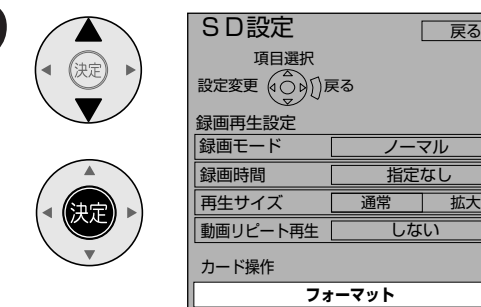 決定
決定
SD設定
戻る
項目選択
設定変更 戻る
録画再生設定
録画モード ノーマル
録画時間 指定なし
再生サイズ 通常 拡大
動画リピート再生 しない
カード操作
フォーマット